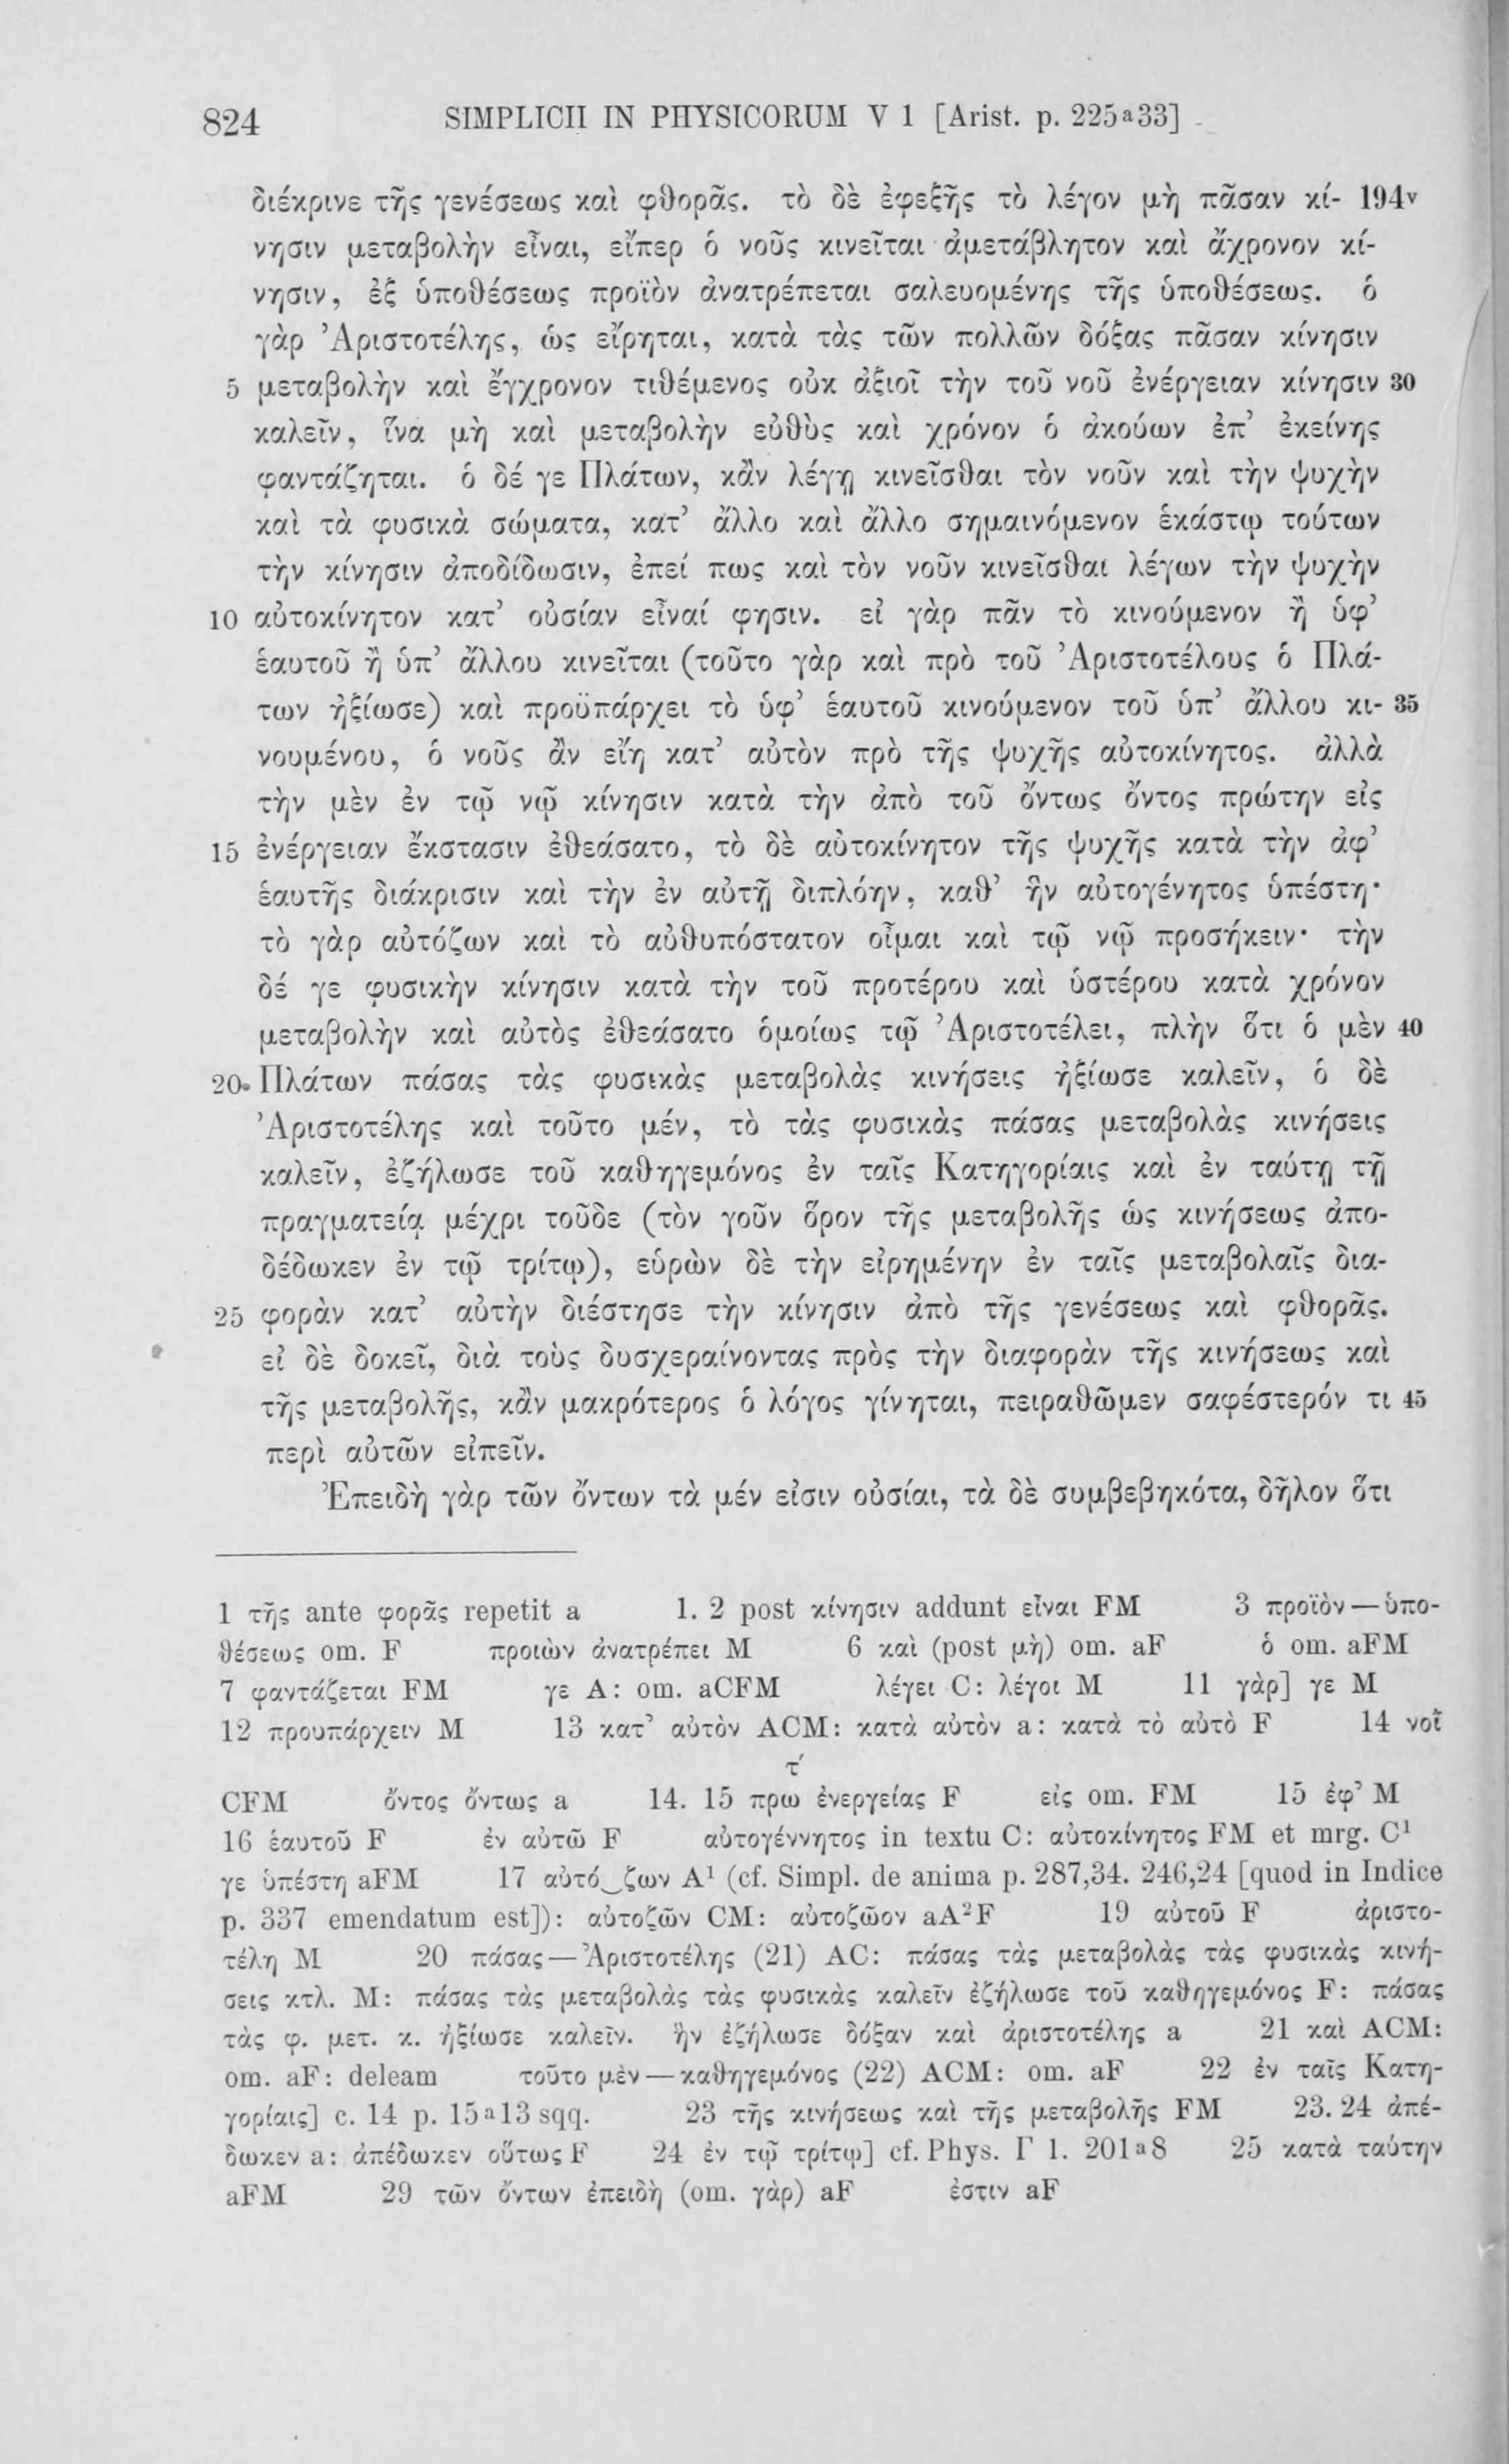 824 SIMPLICII IN PHYSICORUM V 1 [Arist. p. 225a33]
διέκρινε τῆς γενέσεως καὶ φθορᾶς. τὸ δὲ ἐφεξῆς τὸ λέγον μὴ πᾶσαν κί- 194v
νησιν μεταβολὴν εἶναι, εἴπερ ὁ νοῦς κινεῖται ἀμετάβλητον καὶ ἄχρονον κί-
νησιν, ἐξ ὑποθέσεως προϊὸν ἀνατρέπεται σαλευομένης τῆς ὑποθέσεως. ὁ
γὰρ Ἀριστοτέλης, ὡς εἴρηται, κατὰ τὰς τῶν πολλῶν δόξας πᾶσαν κίνησιν
5 μεταβολὴν καὶ ἔγχρονον τιθέμενος οὐκ ἀξιοῖ τὴν τοῦ νοῦ ἐνέργειαν κίνησιν 30
καλεῖν, ἵνα μὴ καὶ μεταβολὴν εὐθὺς καὶ χρόνον ὁ ἀκούων ἐπ’ ἐκείνης
φαντάζηται. ὁ δέ γε Πλάτων, κἂν λέγῃ κινεῖσθαι τὸν νοῦν καὶ τὴν ψυχὴν
καὶ τὰ φυσικὰ σώματα, κατ’ ἄλλο καὶ ἄλλο σημαινόμενον ἑκάστῳ τούτων
τὴν κίνησιν ἀποδίδωσιν, ἐπεί πως καὶ τὸν νοῦν κινεῖσθαι λέγων τὴν ψυχὴν
10 αὐτοκίνητον κατ’ οὐσίαν εἶναί φησιν. εἰ γὰρ πᾶν τὸ κινούμενον ἢ ὑφ’
ἑαυτοῦ ἢ ὑπ’ ἄλλου κινεῖται (τοῦτο γὰρ καὶ πρὸ τοῦ Ἀριστοτέλους ὁ Πλά-
των ἠξίωσε) καὶ προϋπάρχει τὸ ὑφ’ ἑαυτοῦ κινούμενον τοῦ ὑπ’ ἄλλου κι- 35
νουμένου, ὁ νοῦς ἂν εἴη κατ’ αὐτὸν πρὸ τῆς ψυχῆς αὐτοκίνητος. ἀλλὰ
τὴν μὲν ἐν τῷ νῷ κίνησιν κατὰ τὴν ἀπὸ τοῦ ὄντως ὄντος πρώτην εἰς
15 ἐνέργειαν ἔκστασιν ἐθεάσατο, τὸ δὲ αὐτοκίνητον τῆς ψυχῆς κατὰ τὴν ἀφ’
ἑαυτῆς διάκρισιν καὶ τὴν ἐν αὐτῇ διπλόην, καθ’ ἣν αὐτογένητος ὑπέστη·
τὸ γὰρ αὐτόζων καὶ τὸ αὐθυπόστατον οἶμαι καὶ τῷ νῷ προσήκειν· τὴν
δέ γε φυσικὴν κίνησιν κατὰ τὴν τοῦ προτέρου καὶ ὑστέρου κατὰ χρόνον
μεταβολὴν καὶ αὐτὸς ἐθεάσατο ὁμοίως τῷ Ἀριστοτέλει, πλὴν ὅτι ὁ μὲν 40
20 Πλάτων πάσας τὰς φυσικὰς μεταβολὰς κινήσεις ἠξίωσε καλεῖν, ὁ δὲ
Ἀριστοτέλης καὶ τοῦτο μέν, τὸ τὰς φυσικὰς πάσας μεταβολὰς κινήσεις
καλεῖν, ἐζήλωσε τοῦ καθηγεμόνος ἐν ταῖς Κατηγορίαις καὶ ἐν ταύτῃ τῇ
πραγματείᾳ μέχρι τοῦδε (τὸν γοῦν ὅρον τῆς μεταβολῆς ὡς κινήσεως ἀπο-
δέδωκεν ἐν τῷ τρίτῳ), εὑρὼν δὲ τὴν εἰρημένην ἐν ταῖς μεταβολαῖς δια-
25 φορὰν κατ’ αὐτὴν διέστησε τὴν κίνησιν ἀπὸ τῆς γενέσεως καὶ φθορᾶς.
εἰ δὲ δοκεῖ, διὰ τοὺς δυσχεραίνοντας πρὸς τὴν διαφορὰν τῆς κινήσεως καὶ
τῆς μεταβολῆς, κἂν μακρότερος ὁ λόγος γίνηται, πειραθῶμεν σαφέστερόν τι 45
περὶ αὐτῶν εἰπεῖν.
Ἐπειδὴ γὰρ τῶν ὄντων τὰ μέν εἰσιν οὐσίαι, τὰ δὲ συμβεβηκότα, δῆλον ὅτι
1 τῆς ante φορᾶς repetit a 1. 2 post κίνησιν addunt εἶναι FM 3 προϊὸν — ὑπο-
θέσεως om. F προιὼν ἀνατρέπει M 6 καὶ (post μὴ) om. aF ὁ om. aFM
7 φαντάζεται FM γε A: om. aCFM λέγει C: λέγοι M 11 γὰρ] γε M
12 προυπάρχειν M 13 κατ’ αὐτὸν ACM: κατὰ αὐτὸν a: κατὰ τὸ αὐτὸ F 14 νοῒ
CFM ὄντος ὄντως a 14. 15 πρωτ́ ἐνεργείας F εἰς om. FM 15 ἐφ’ M
16 ἑαυτοῦ F ἐν αὐτῶ F αὐτογέννητος in textu C: αὐτοκίνητος FM et mrg. C1
γε ὑπέστη aFM 17 αὐτό‿ζων A1 (cf. Simpl. de anima p. 287,34. 246,24 [quod in Indice
p. 337 emendatum est]): αὐτοζῶν CM: αὐτοζῶον aA2F 19 αὐτοῦ F ἀριστο-
τέλη M 20 πάσας — Ἀριστοτέλης (21) AC: πάσας τὰς μεταβολὰς τὰς φυσικὰς κινή-
σεις κτλ. M: πάσας τὰς μεταβολὰς τὰς φυσικὰς καλεῖν ἐζήλωσε τοῦ καθηγεμόνος F: πάσας
τὰς φ. μετ. κ. ἠξίωσε καλεῖν. ἣν ἐζήλωσε δόξαν καὶ ἀριστοτέλης a 21 καὶ ACM:
om. aF: deleam τοῦτο μὲν — καθηγεμόνος (22) ACM: om. aF 22 ἐν ταῖς Κατη-
γορίαις] c. 14 p. 15a13 sqq. 23 τῆς κινήσεως καὶ τῆς μεταβολῆς FM 23. 24 ἀπέ-
δωκεν a: ἀπέδωκεν οὕτως F 24 ἐν τῷ τρίτῳ] cf. Phys. Γ 1. 201a8 25 κατὰ ταύτην
aFM 29 τῶν ὄντων ἐπειδὴ (om. γὰρ) aF ἐστιν aF